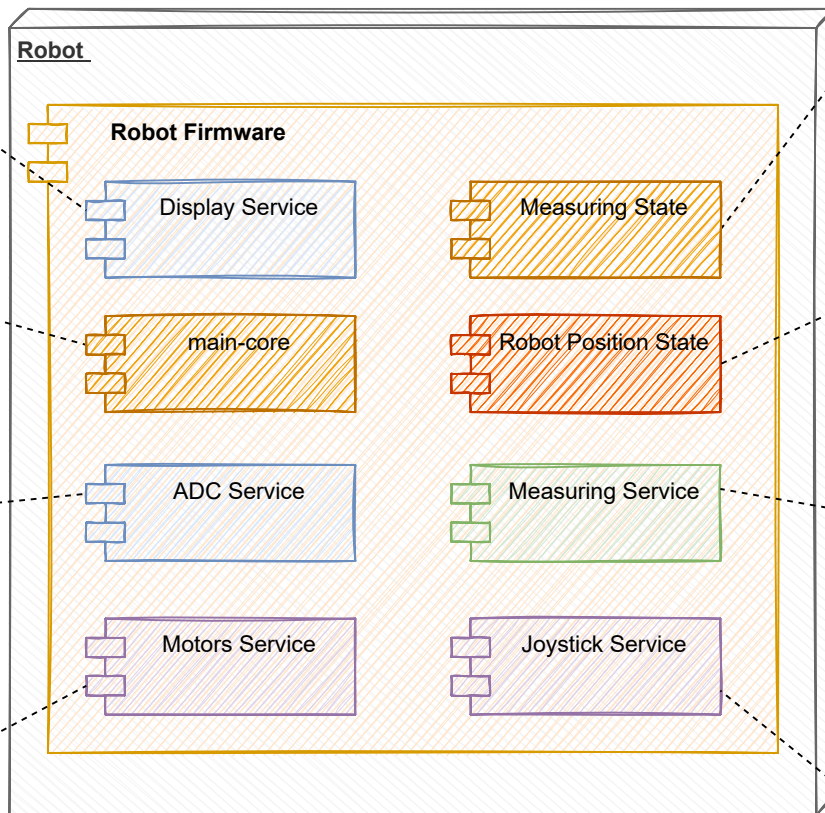 Robot
Robot Firmware
Display Service
Measuring State
main-core
Robot Position State
ADC Service
Measuring Service
Motors Service
Joystick Service